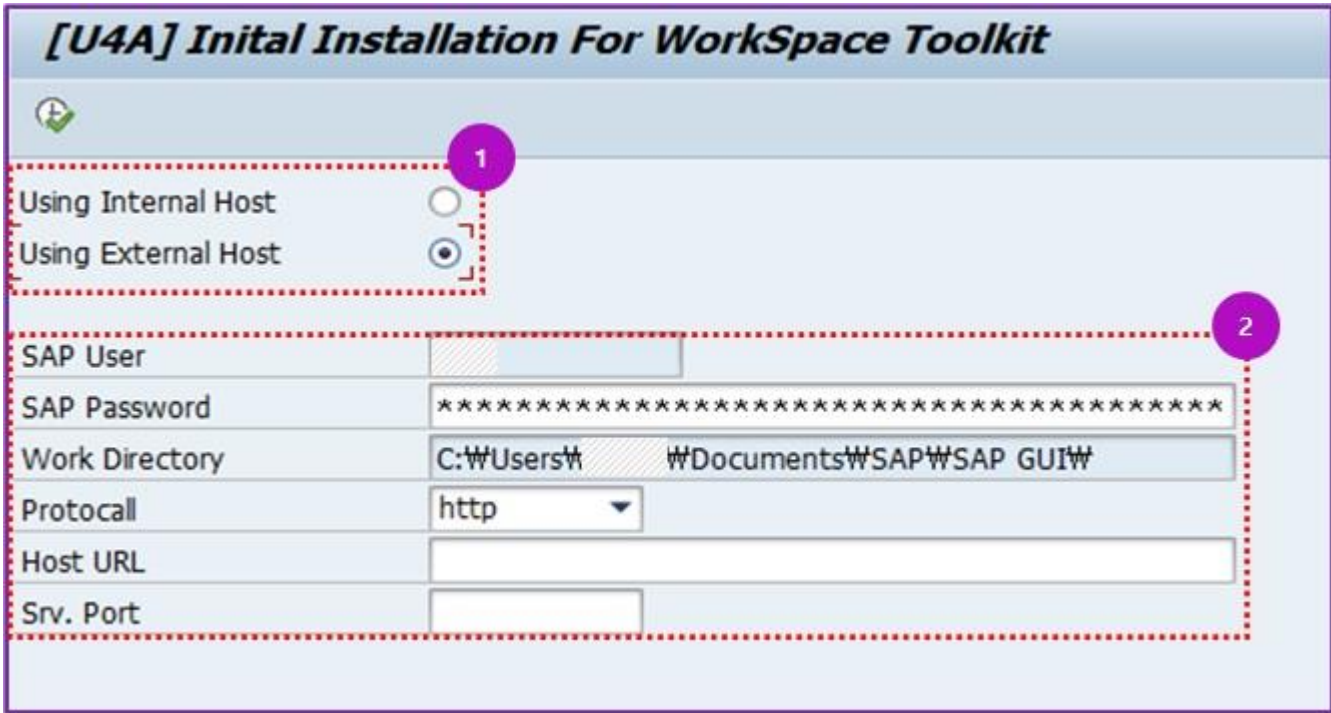 [U4A] Inital Installation For WorkSpace Toolkit
1
Using Internal Host
Using External Host
2
SAP User
SAP Password ****************************************
Work Directory C:₩Users₩ ₩Documents₩SAP₩SAP GUI₩
Protocall http
Host URL
Srv. Port